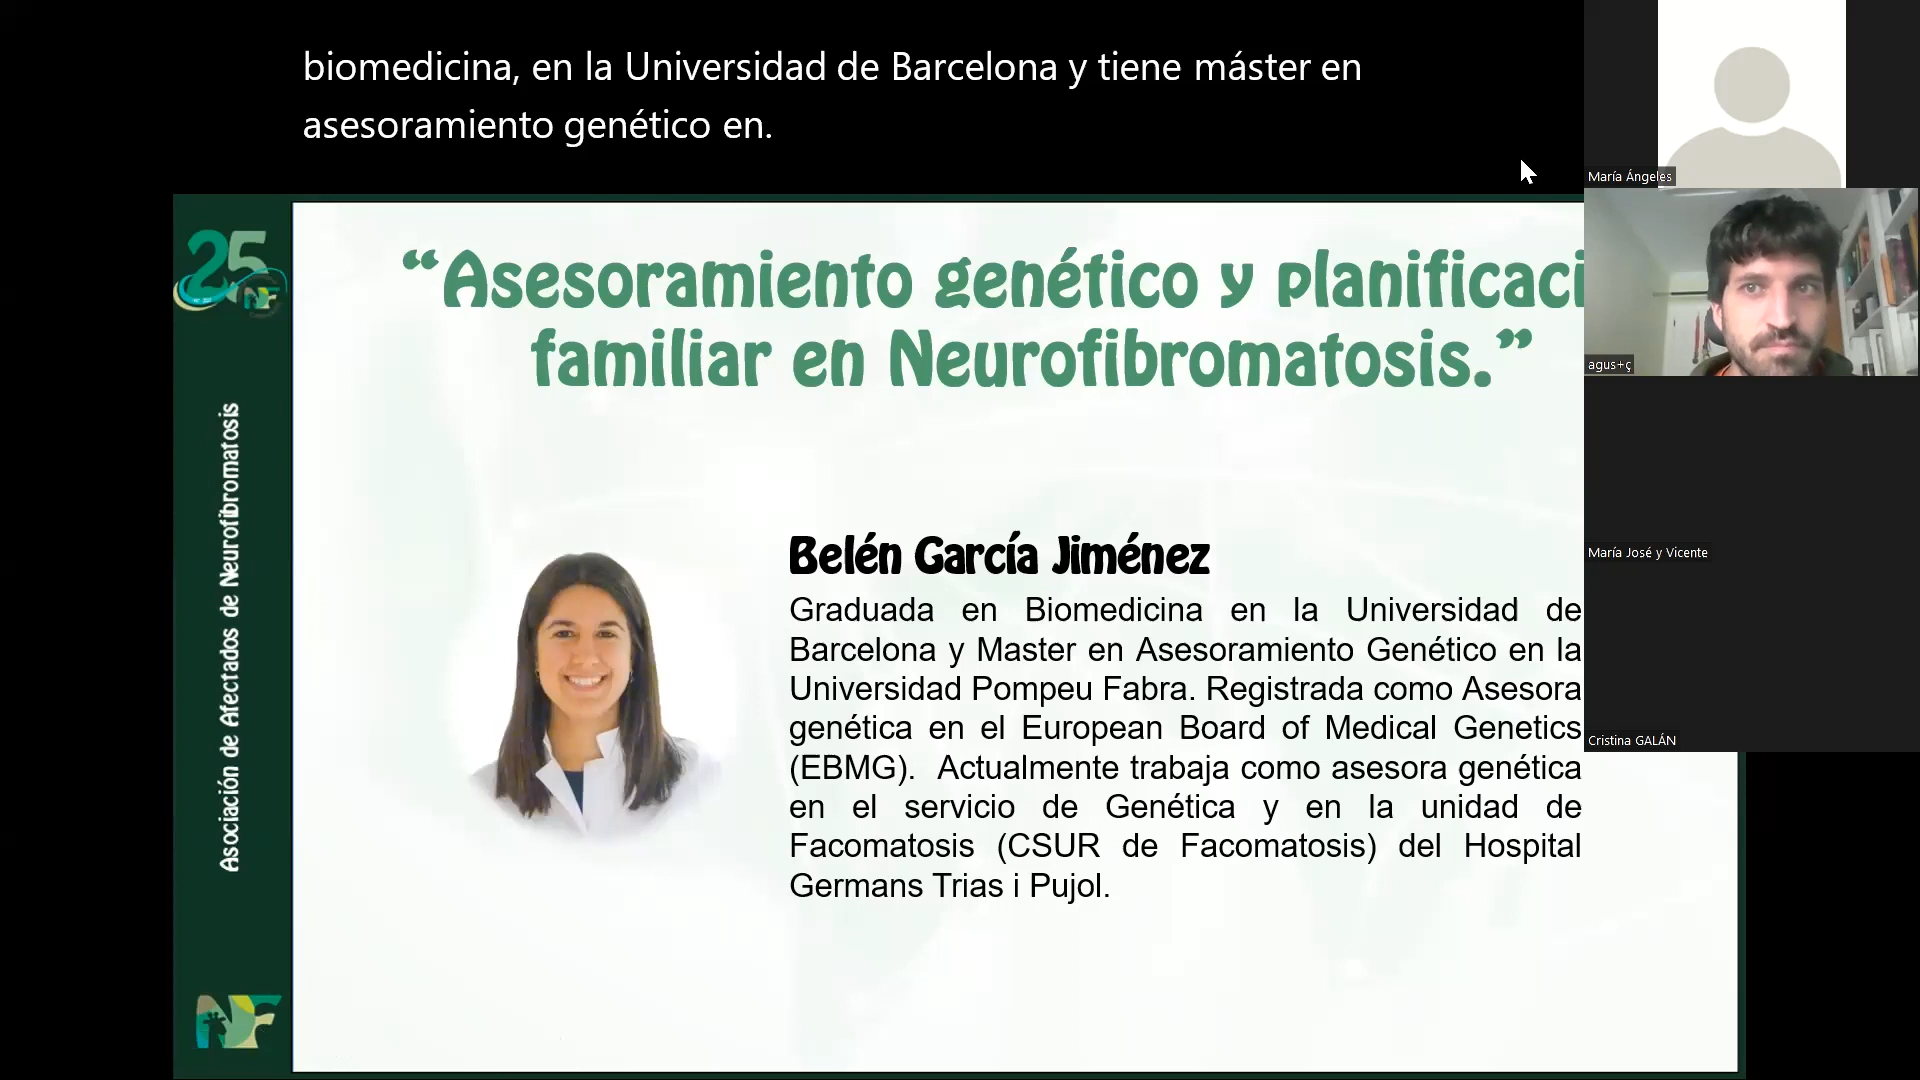 biomedicina, en la Universidad de Barcelona y tiene máster en
asesoramiento genético en.
María Ángeles
agus+ç
María José y Vicente
Cristina GALÁN
25
NF
Asociación de Afectados de Neurofibromatosis
NF
“Asesoramiento genético y planificaci
familiar en Neurofibromatosis.”
Belén García Jiménez
Graduada en Biomedicina en la Universidad de
Barcelona y Master en Asesoramiento Genético en la
Universidad Pompeu Fabra. Registrada como Asesora
genética en el European Board of Medical Genetics
(EBMG). Actualmente trabaja como asesora genética
en el servicio de Genética y en la unidad de
Facomatosis (CSUR de Facomatosis) del Hospital
Germans Trias i Pujol.